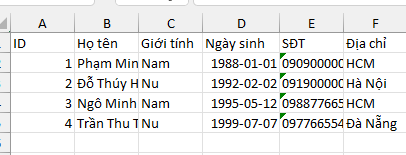 A B C D E F
ID Họ tên Giới tính Ngày sinh SĐT Địa chỉ
1 Phạm Min Nam 1988-01-01 090900000 HCM
2 Đỗ Thúy H Nu 1992-02-02 091900000 Hà Nội
3 Ngô Minh Nam 1995-05-12 098877665 HCM
4 Trần Thu T Nu 1999-07-07 097766554 Đà Nẵng